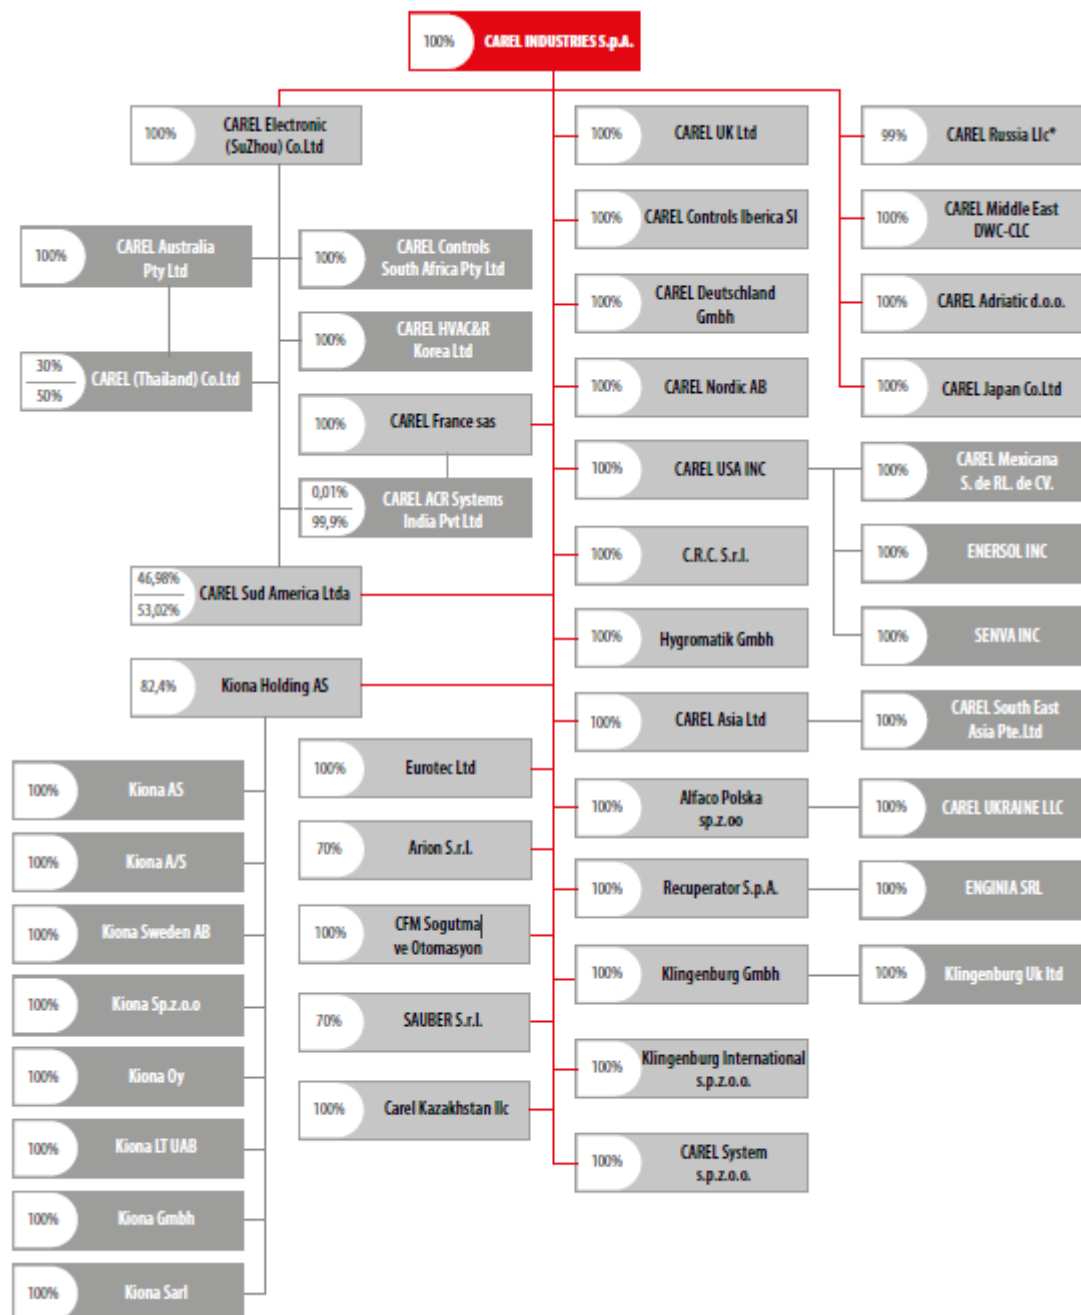 100%
CAREL INDUSTRIES S.p.A.
100%
CAREL Electronic
(SuZhou) Co.Ltd
100%
CAREL Australia
Pty Ltd
100%
CAREL Controls
South Africa Pty Ltd
30%
50%
CAREL (Thailand) Co.Ltd
100%
CAREL HVAC&R
Korea Ltd
100%
CAREL France sas
0,01%
99,9%
CAREL ACR Systems
India Pvt Ltd
46,98%
53,02%
CAREL Sud America Ltda
82,4%
Kiona Holding AS
100%
Kiona AS
100%
Kiona A/S
100%
Kiona Sweden AB
100%
Kiona Sp.z.o.o
100%
Kiona Oy
100%
Kiona LT UAB
100%
Kiona Gmbh
100%
Kiona Sarl
100%
Eurotec Ltd
70%
Arion S.r.l.
100%
CFM Sogutma
ve Otomasyon
70%
SAUBER S.r.l.
100%
Carel Kazakhstan llc
100%
CAREL UK Ltd
100%
CAREL Controls Iberica Sl
100%
CAREL Deutschland
Gmbh
100%
CAREL Nordic AB
100%
CAREL USA INC
100%
C.R.C. S.r.l.
100%
Hygromatik Gmbh
100%
CAREL Asia Ltd
100%
Alfaco Polska
sp.z.oo
100%
Recuperator S.p.A.
100%
Klingenburg Gmbh
100%
Klingenburg International
s.p.z.o.o.
100%
CAREL System
s.p.z.o.o.
99%
CAREL Russia Llc*
100%
CAREL Middle East
DWC-CLC
100%
CAREL Adriatic d.o.o.
100%
CAREL Japan Co.Ltd
100%
CAREL Mexicana
S. de RL. de CV.
100%
ENERSOL INC
100%
SENVA INC
100%
CAREL South East
Asia Pte.Ltd
100%
CAREL UKRAINE LLC
100%
ENGINIA SRL
100%
Klingenburg Uk ltd